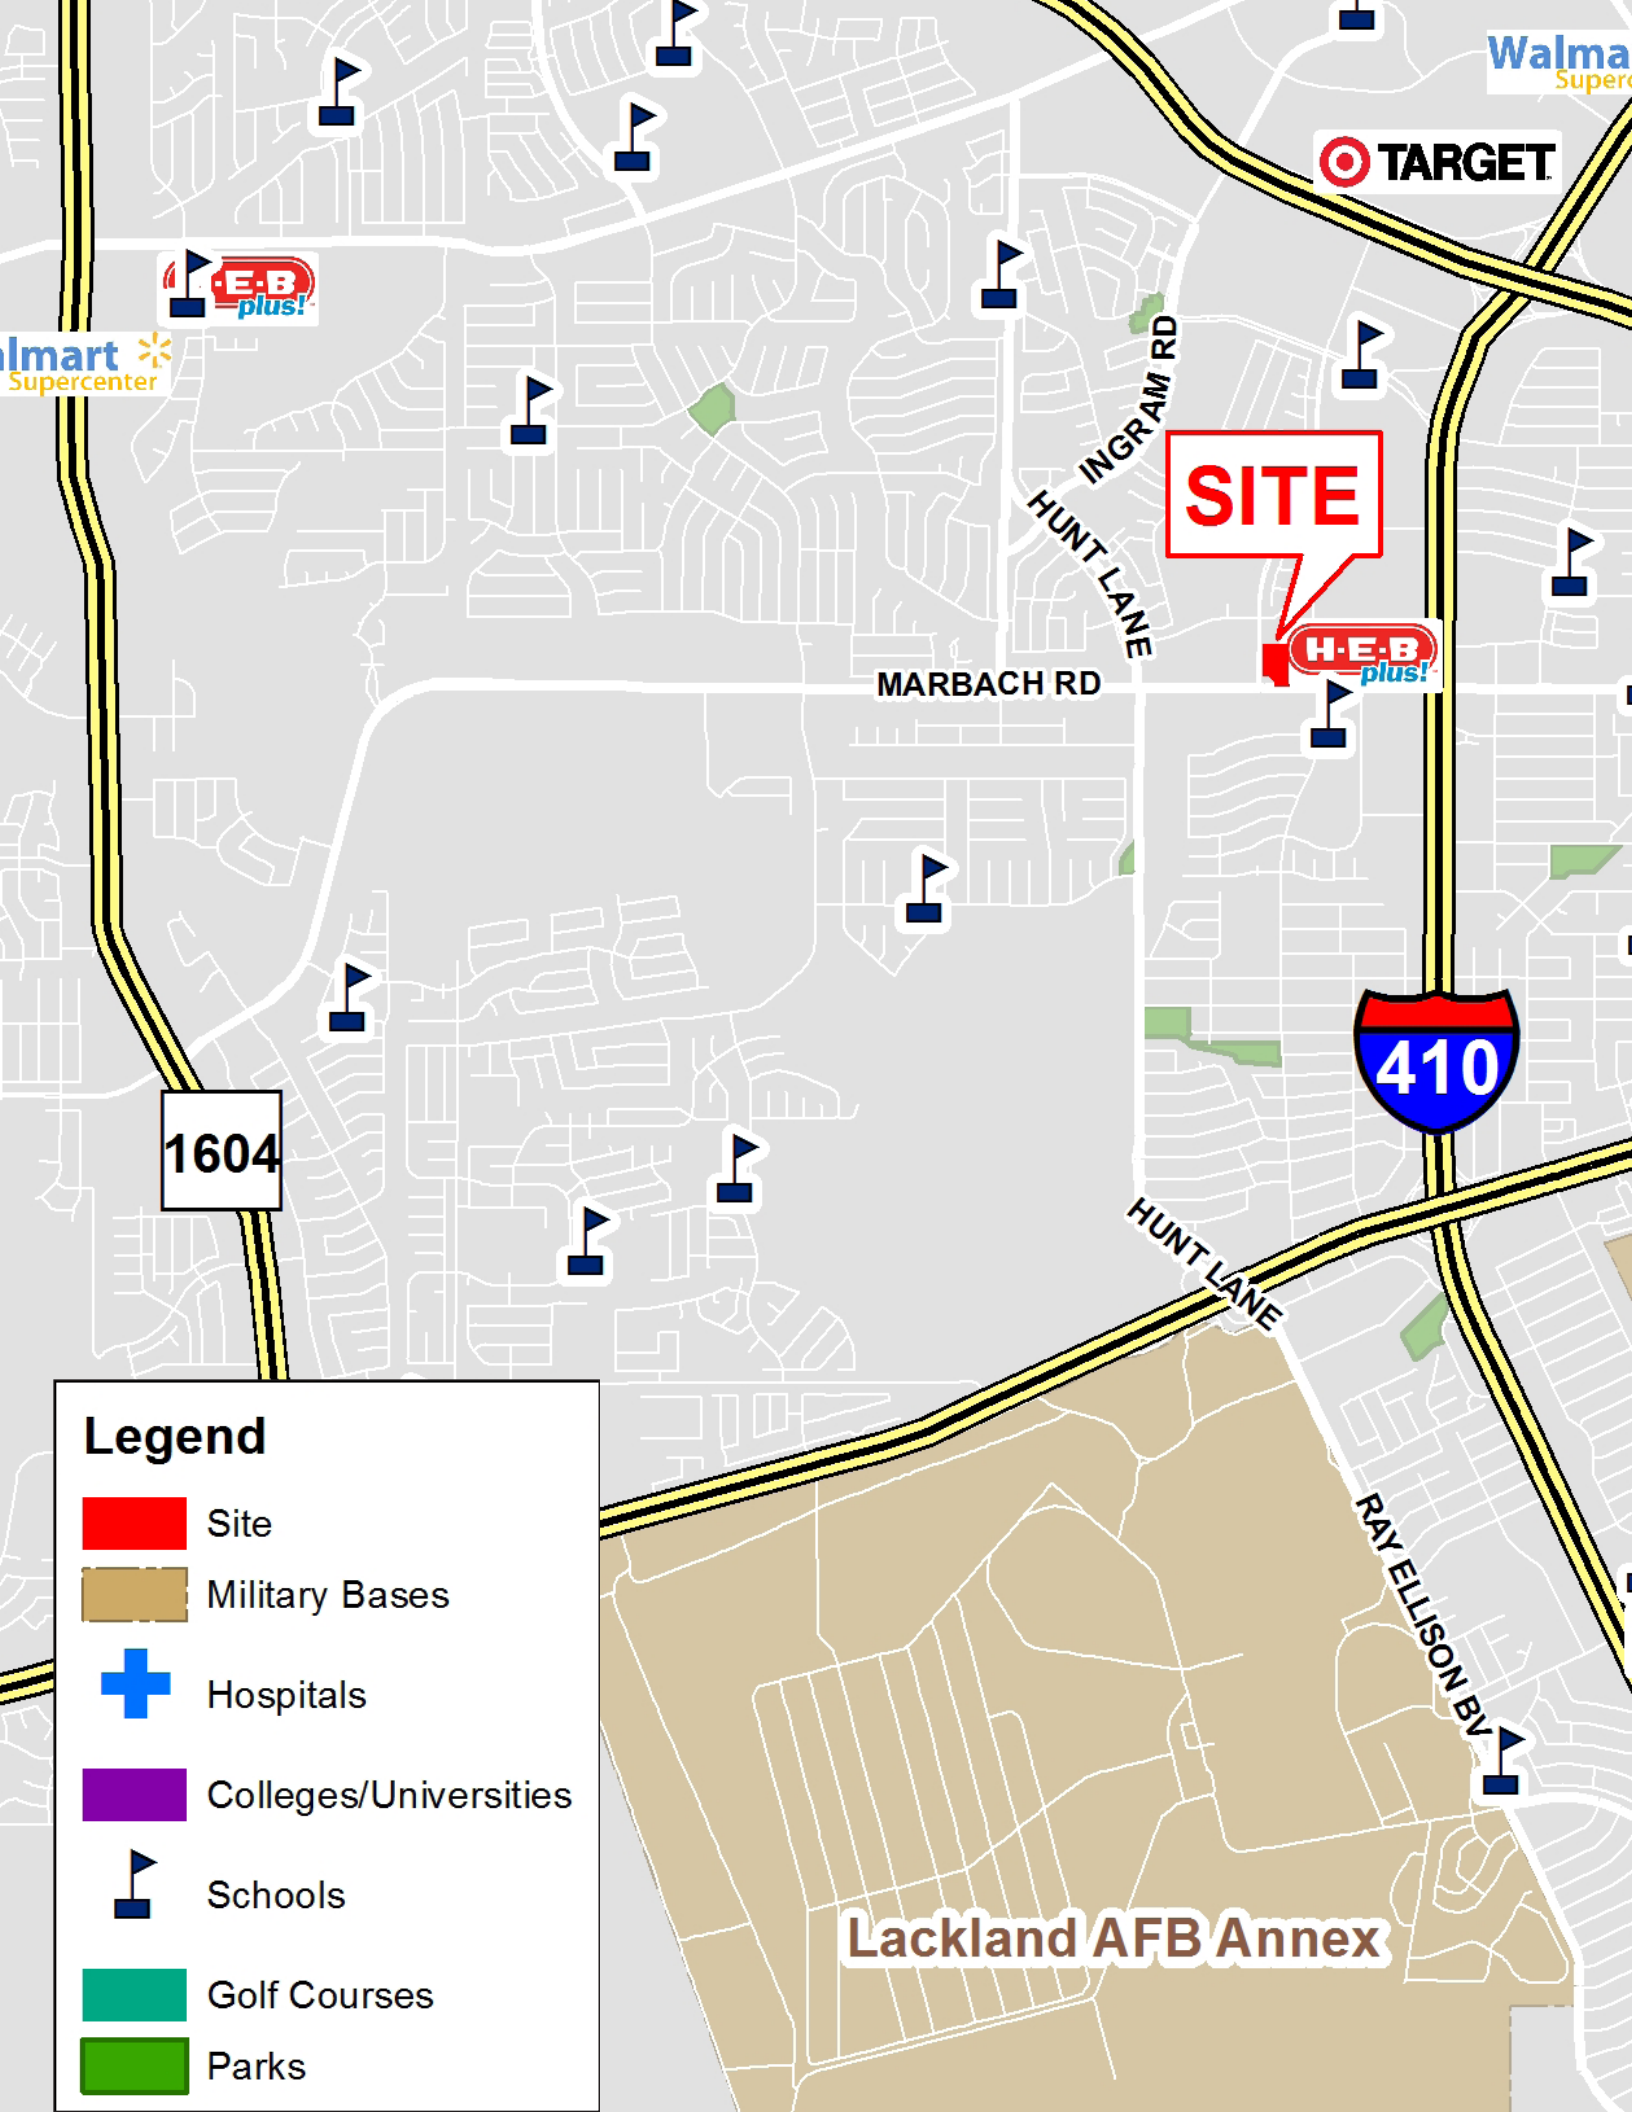 Walma
Superc
TARGET
E-B
plus!
almart
Supercenter
INGRAM RD
SITE
HUNT LANE
H-E-B
plus!
MARBACH RD
410
1604
HUNT LANE
RAY ELLISON BV
Lackland AFB Annex
Legend
Site
Military Bases
Hospitals
Colleges/Universities
Schools
Golf Courses
Parks